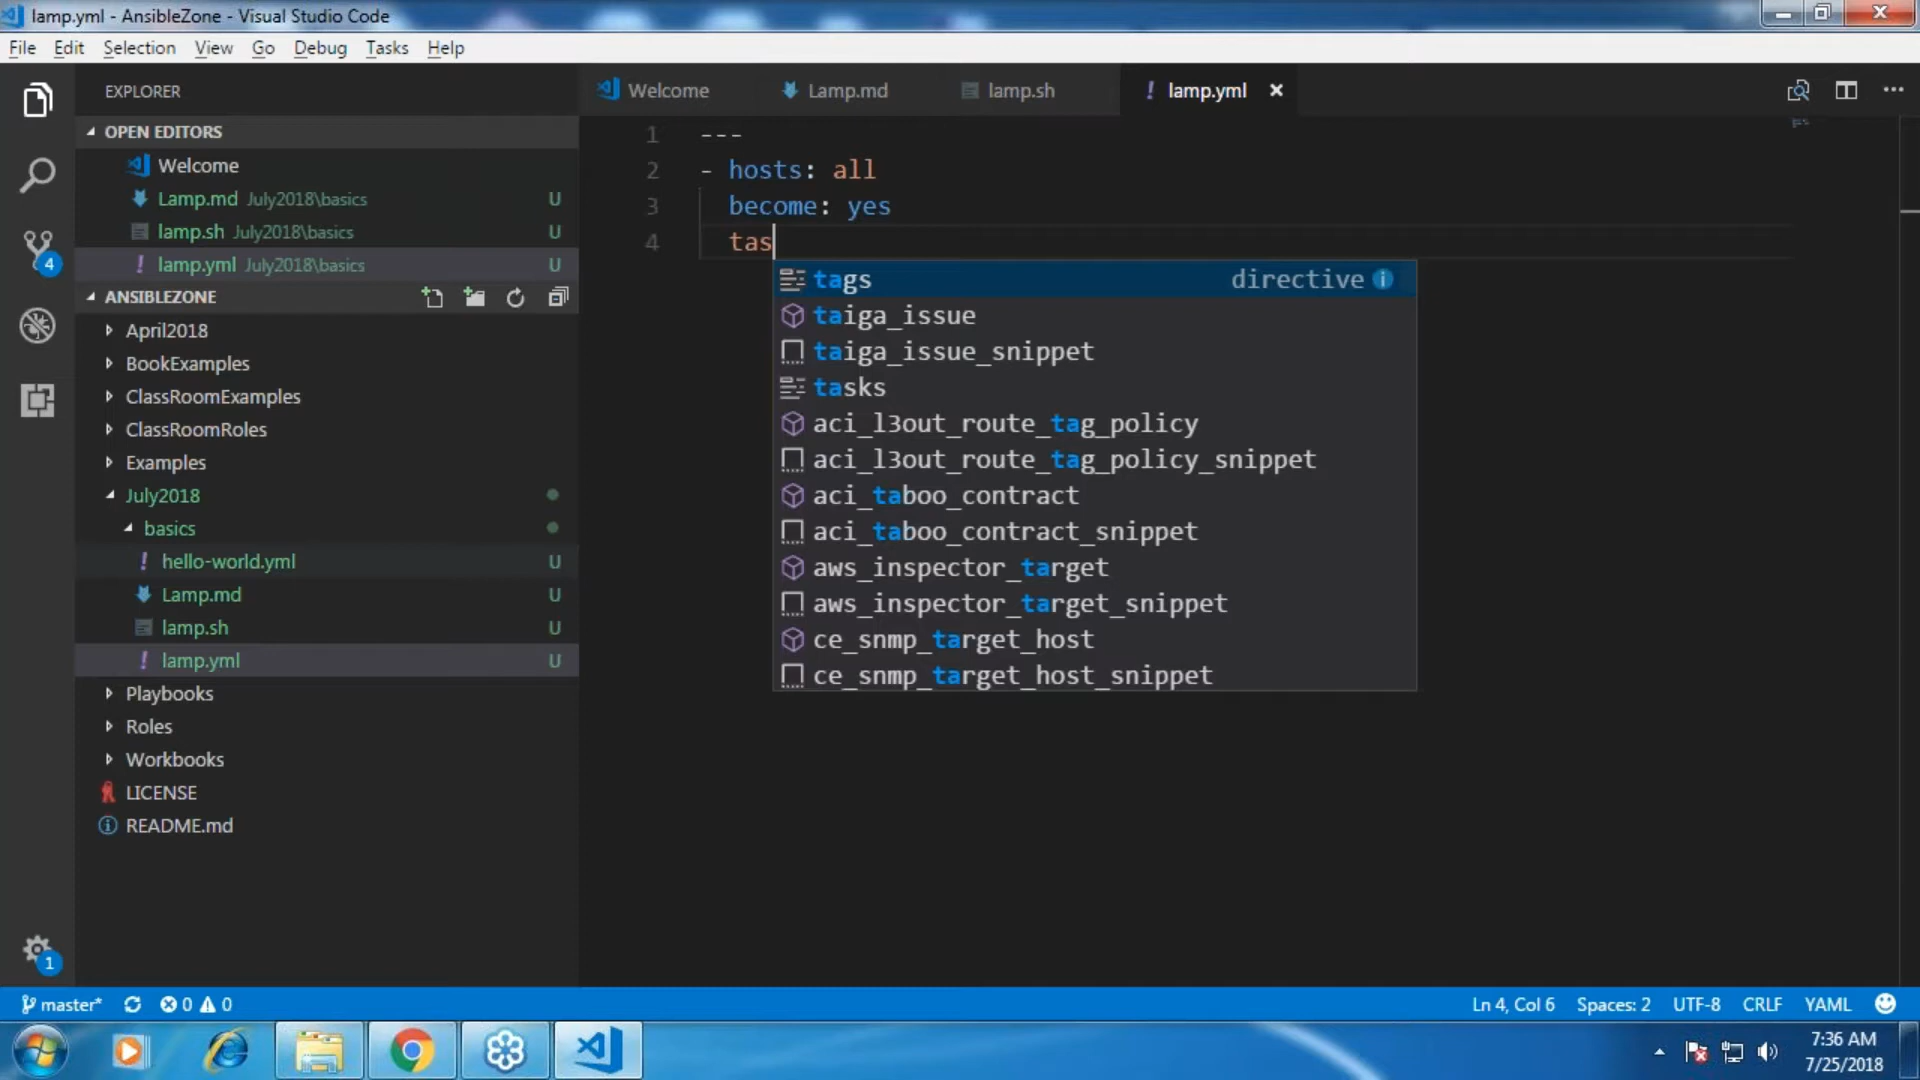 lamp.yml - AnsibleZone - Visual Studio Code
File Edit Selection View Go Debug Tasks Help
EXPLORER
OPEN EDITORS
Welcome
Lamp.md July2018\basics U
lamp.sh July2018\basics U
lamp.yml July2018\basics U
4
ANSIBLEZONE
April2018
BookExamples
ClassRoomExamples
ClassRoomRoles
Examples
July2018
basics
hello-world.yml U
Lamp.md U
lamp.sh U
lamp.yml U
Playbooks
Roles
Workbooks
LICENSE
README.md
1
Welcome Lamp.md lamp.sh lamp.yml
1 ---
2 - hosts: all
3 become: yes
4 tas
tags directive
taiga_issue
taiga_issue_snippet
tasks
aci_l3out_route_tag_policy
aci_l3out_route_tag_policy_snippet
aci_taboo_contract
aci_taboo_contract_snippet
aws_inspector_target
aws_inspector_target_snippet
ce_snmp_target_host
ce_snmp_target_host_snippet
master* 0 0 Ln 4, Col 6 Spaces: 2 UTF-8 CRLF YAML
7:36 AM
7/25/2018